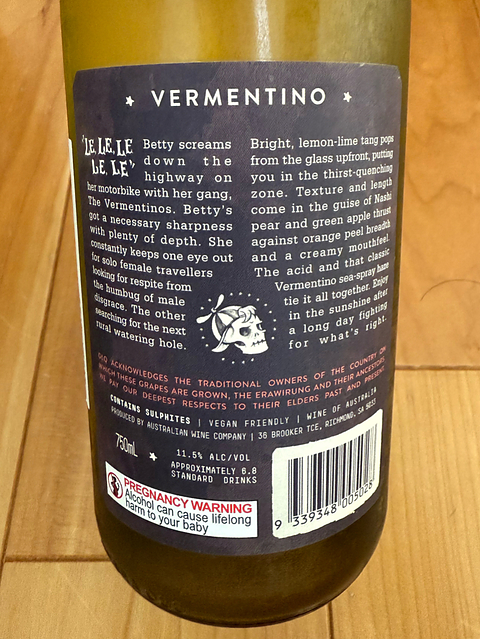 VERMENTINO
'LE, LE, LE
LE, LE',
Betty screams
down the
highway on
her motorbike with her gang,
The Vermentinos. Betty's
got a necessary sharpness
with plenty of depth. She
constantly keeps one eye out
for solo female travellers
looking for respite from
the humbug of male
disgrace. The other
searching for the next
rural watering hole.
Bright, lemon-lime tang pops
from the glass upfront, putting
you in the thirst-quenching
zone. Texture and length
come in the guise of Nashi
pear and green apple thrust
against orange peel breadth
and a creamy mouthfeel.
The acid and that classic
Vermentino sea-spray haze
tie it all together. Enjoy
in the sunshine after
a long day fighting
for what's right.
ACKNOWLEDGES THE TRADITIONAL OWNERS OF THE COUNTRY ON
WHICH THESE GRAPES ARE GROWN, THE ERAWIRUNG AND THEIR ANCESTORS.
WE PAY OUR DEEPEST RESPECTS TO THEIR ELDERS PAST AND PRESENT.
CONTAINS SULPHITES | VEGAN FRIENDLY | WINE OF AUSTRALIA
PRODUCED BY AUSTRALIAN WINE COMPANY | 36 BROOKER TCE, RICHMOND, SA 5033
750mL
11.5% ALC/VOL
APPROXIMATELY 6.8
STANDARD DRINKS
PREGNANCY WARNING
Alcohol can cause lifelong
harm to your baby
9 339348 005028